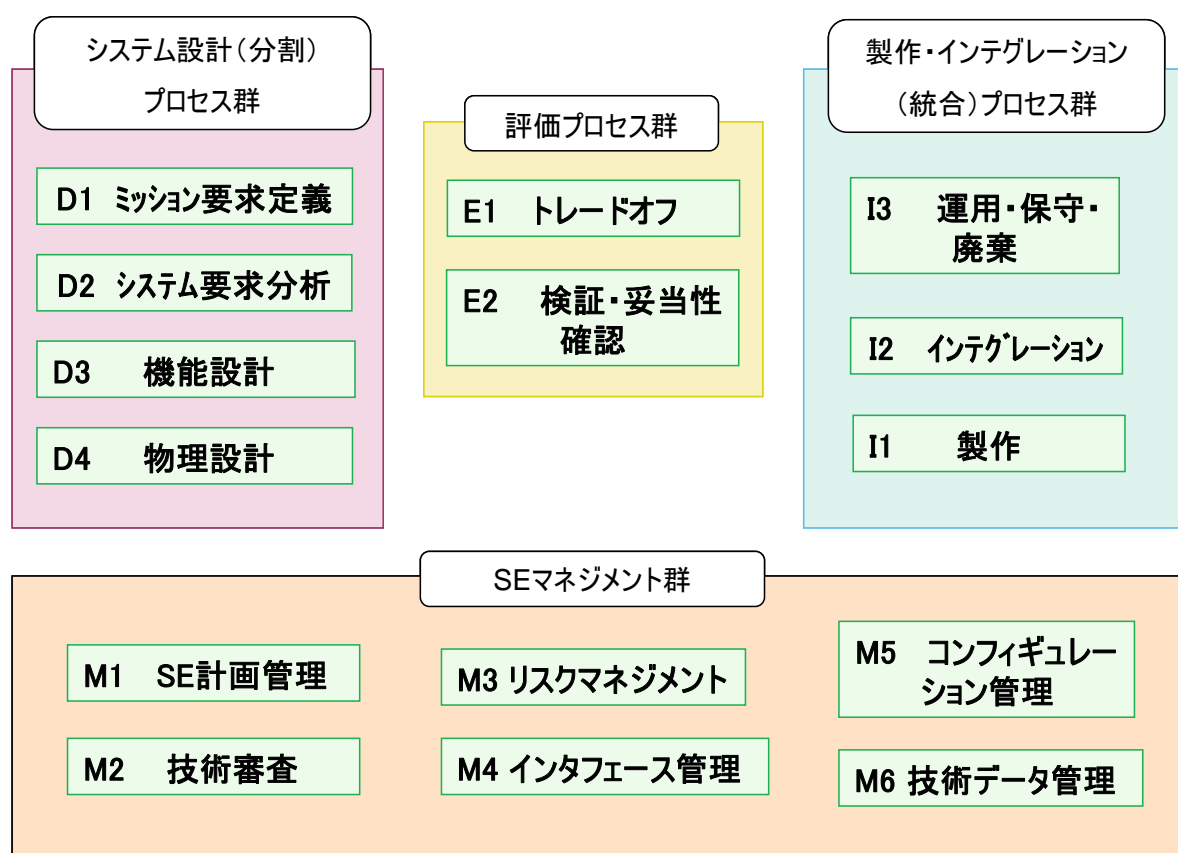 システム設計(分割)
プロセス群
D1 ミッション要求定義
D2 システム要求分析
D3 機能設計
D4 物理設計
評価プロセス群
E1 トレードオフ
E2 検証・妥当性
確認
製作・インテグレーション
(統合)プロセス群
I3 運用・保守・
廃棄
I2 インテグレーション
I1 製作
SEマネジメント群
M1 SE計画管理
M2 技術審査
M3 リスクマネジメント
M4 インタフェース管理
M5 コンフィギュレー
ション管理
M6 技術データ管理